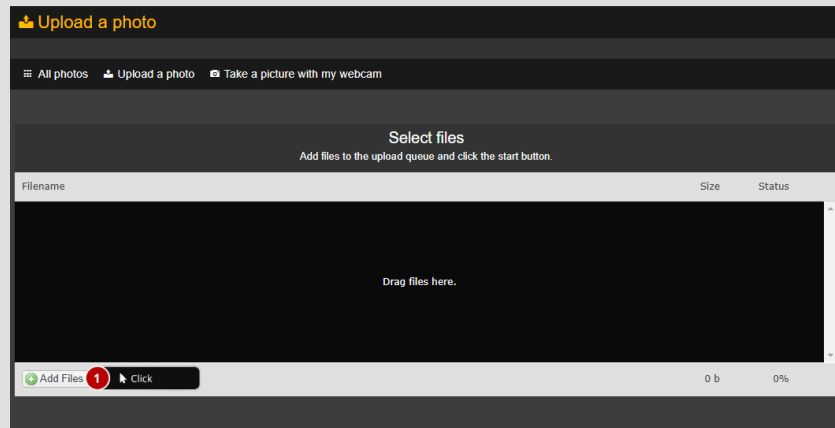 Upload a photo
All photos Upload a photo Take a picture with my webcam
Select files
Add files to the upload queue and click the start button.
Filename Size Status
Drag files here.
Add Files 1 Click 0 b 0%